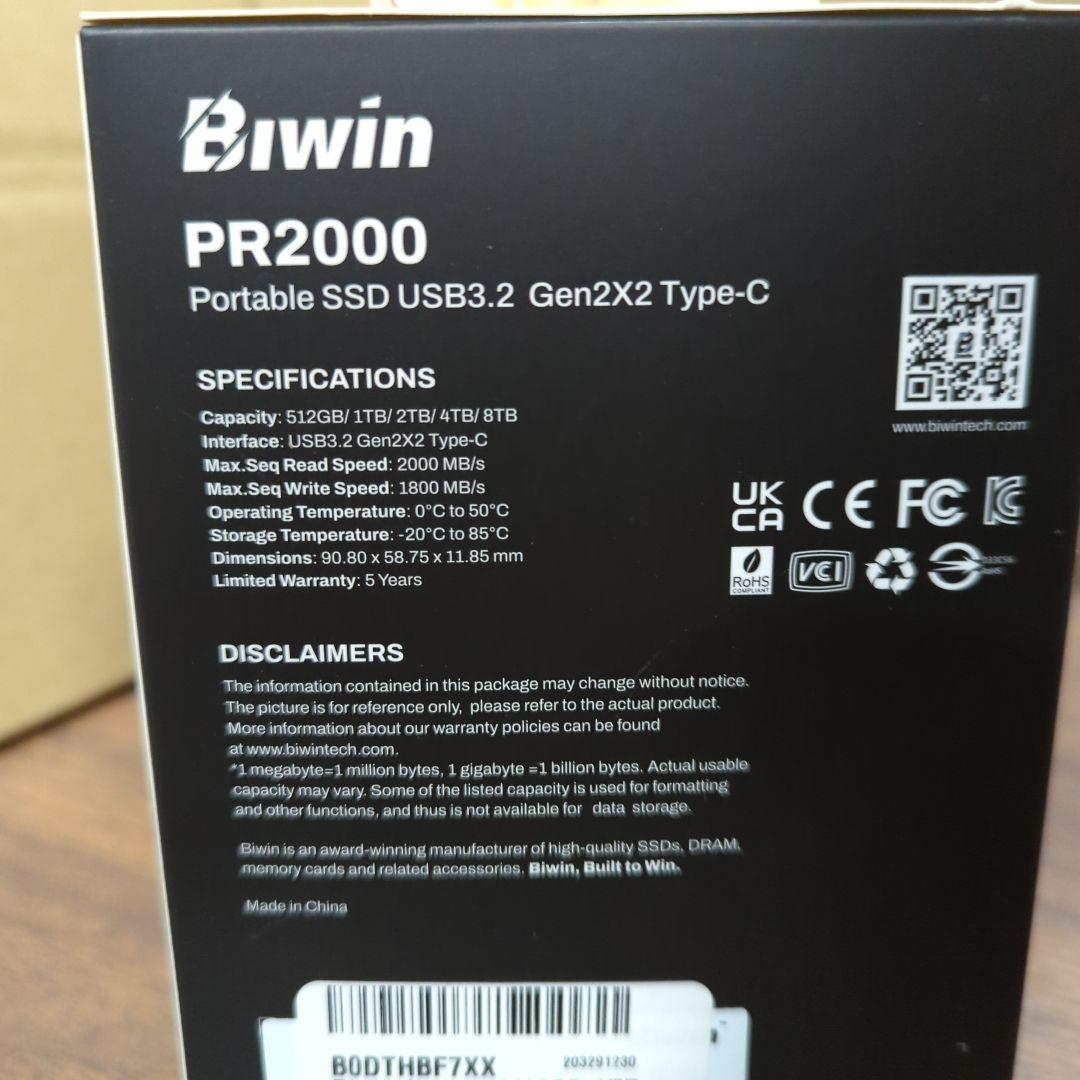 Biwin
PR2000
Portable SSD USB3.2 Gen2X2 Type-C
SPECIFICATIONS
Capacity: 512GB/ 1TB/ 2TB/ 4TB/ 8TB
Interface: USB3.2 Gen2X2 Type-C
Max.Seq Read Speed: 2000 MB/s
Max.Seq Write Speed: 1800 MB/s
Operating Temperature: 0°C to 50°C
Storage Temperature: -20°C to 85°C
Dimensions: 90.80 x 58.75 x 11.85 mm
Limited Warranty: 5 Years
www.biwintech.com
UK
CA CE FC
RoHS
COMPLIANT
VCI
DISCLAIMERS
The information contained in this package may change without notice.
The picture is for reference only, please refer to the actual product.
More information about our warranty policies can be found
at www.biwintech.com.
*1 megabyte=1 million bytes, 1 gigabyte =1 billion bytes. Actual usable
capacity may vary. Some of the listed capacity is used for formatting
and other functions, and thus is not available for data storage.
Biwin is an award-winning manufacturer of high-quality SSDs, DRAM,
memory cards and related accessories. Biwin, Built to Win.
Made in China
B0DTHBF7XX
203291230